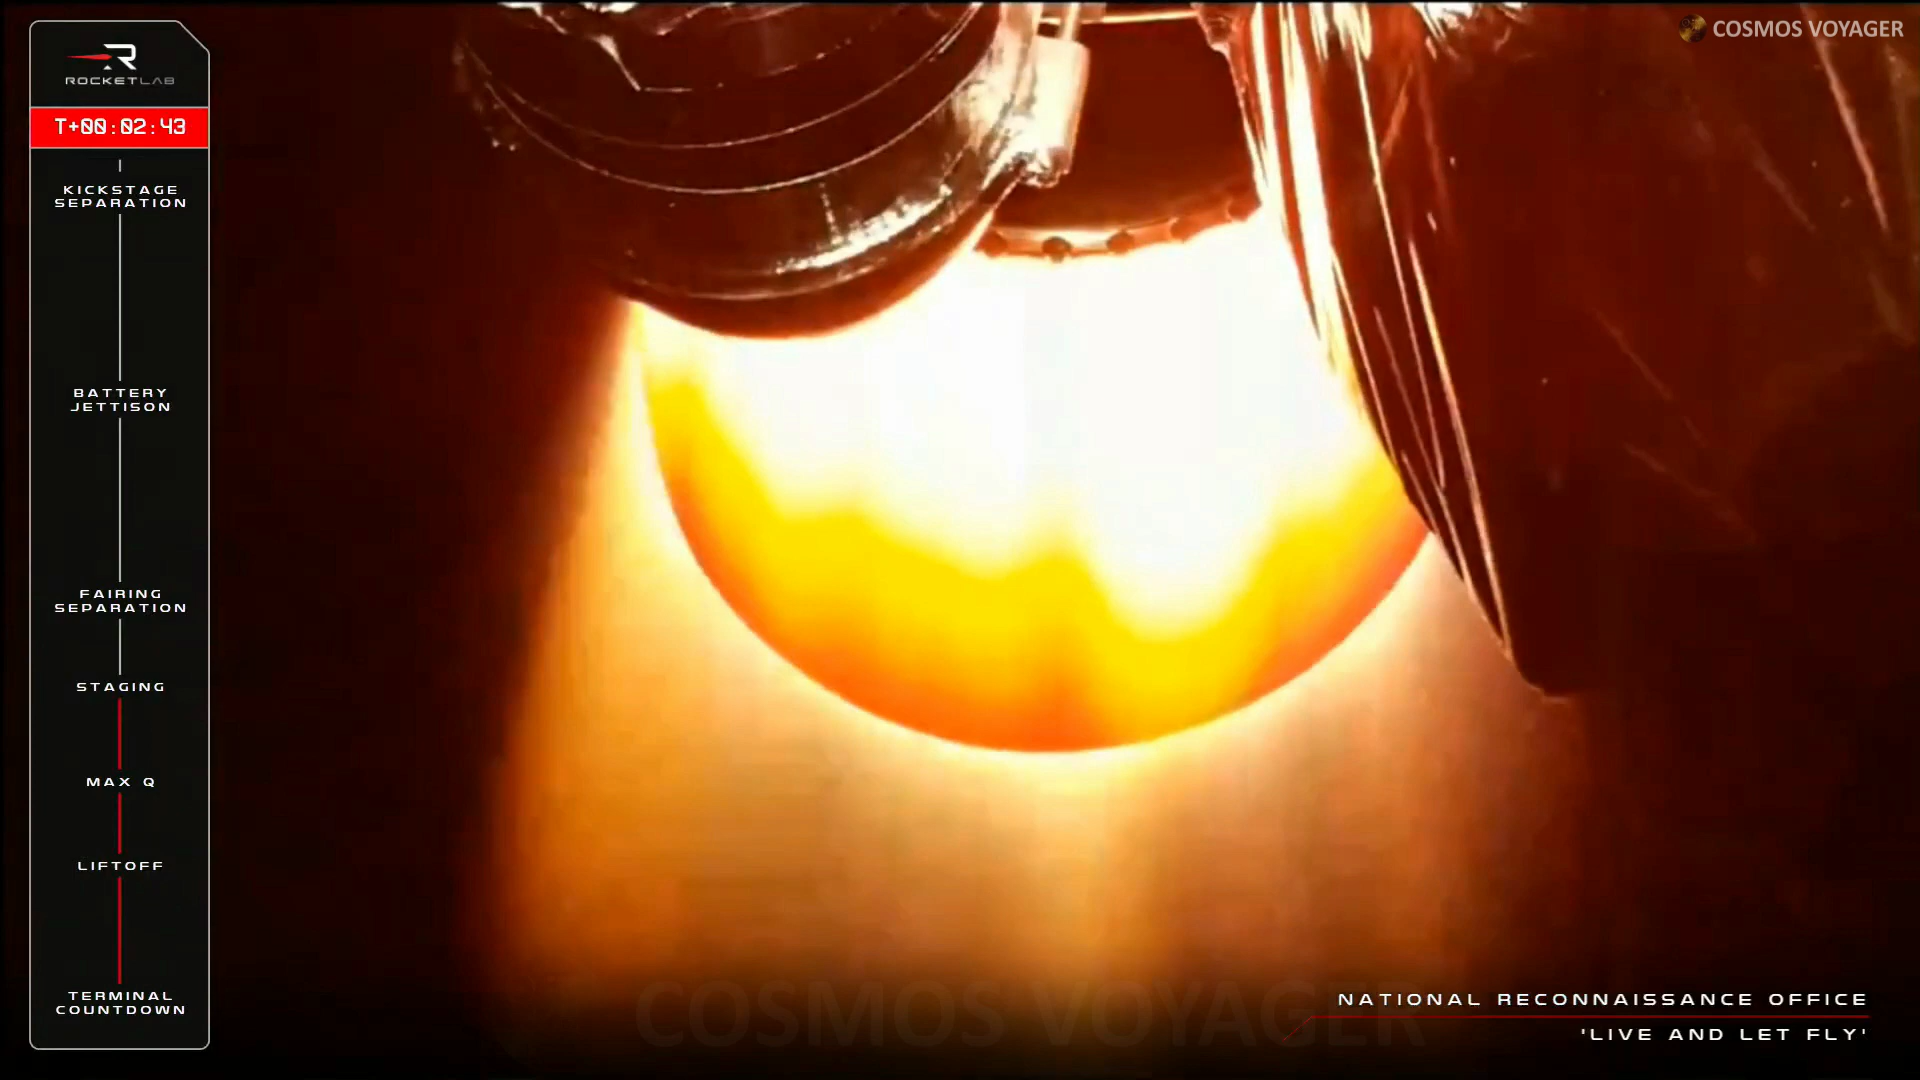 ROCKETLAB
T+00:02:43
KICKSTAGE
SEPARATION
BATTERY
JETTISON
FAIRING
SEPARATION
STAGING
MAX Q
LIFTOFF
TERMINAL
COUNTDOWN
COSMOS VOYAGER
COSMOS VOYAGER
NATIONAL RECONNAISSANCE OFFICE
'LIVE AND LET FLY'